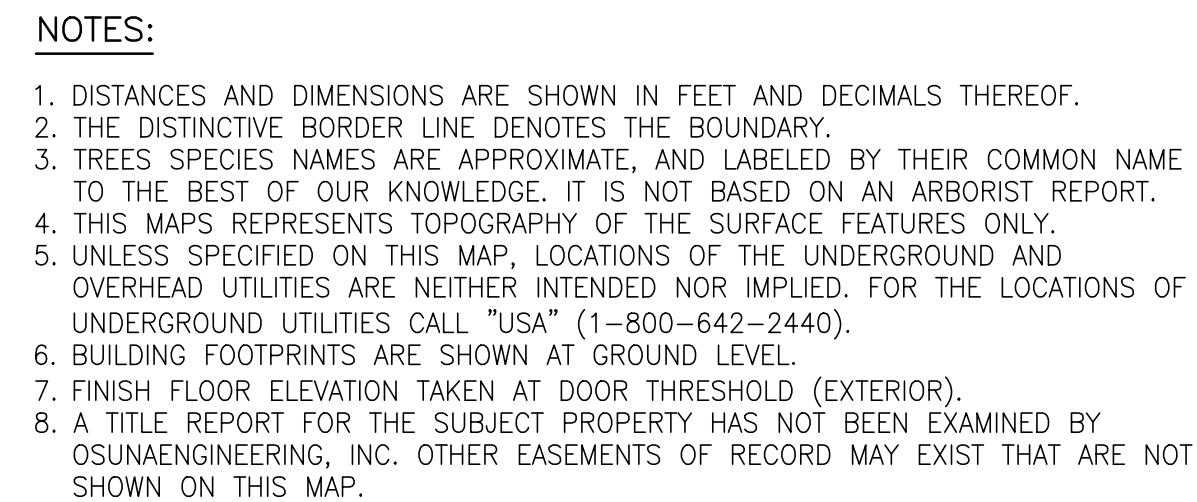 NOTES:
1. DISTANCES AND DIMENSIONS ARE SHOWN IN FEET AND DECIMALS THEREOF.
2. THE DISTINCTIVE BORDER LINE DENOTES THE BOUNDARY.
3. TREES SPECIES NAMES ARE APPROXIMATE, AND LABELED BY THEIR COMMON NAME
TO THE BEST OF OUR KNOWLEDGE. IT IS NOT BASED ON AN ARBORIST REPORT.
4. THIS MAPS REPRESENTS TOPOGRAPHY OF THE SURFACE FEATURES ONLY.
5. UNLESS SPECIFIED ON THIS MAP, LOCATIONS OF THE UNDERGROUND AND
OVERHEAD UTILITIES ARE NEITHER INTENDED NOR IMPLIED. FOR THE LOCATIONS OF
UNDERGROUND UTILITIES CALL "USA" (1-800-642-2440).
6. BUILDING FOOTPRINTS ARE SHOWN AT GROUND LEVEL.
7. FINISH FLOOR ELEVATION TAKEN AT DOOR THRESHOLD (EXTERIOR).
8. A TITLE REPORT FOR THE SUBJECT PROPERTY HAS NOT BEEN EXAMINED BY
OSUNAENGINEERING, INC. OTHER EASEMENTS OF RECORD MAY EXIST THAT ARE NOT
SHOWN ON THIS MAP.